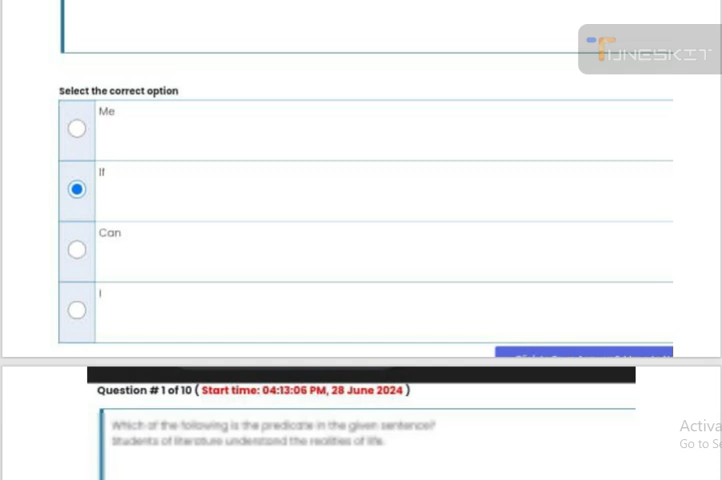 TUNESKIT
Select the correct option
Me
If
Can
I
Question # 1 of 10 ( Start time: 04:13:06 PM, 28 June 2024 )
Which of the following is the predicate in the given sentence?
Students of literature understand the realities of life.
Activa
Go to Se